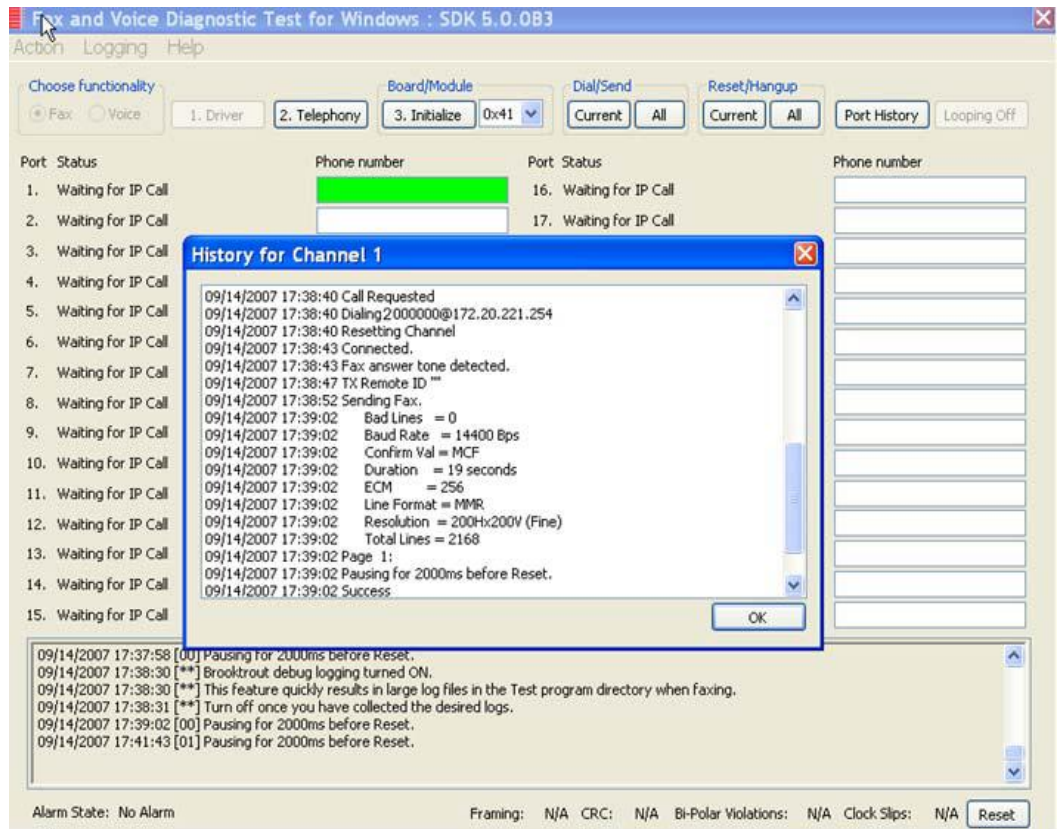 Fax and Voice Diagnostic Test for Windows : SDK 5.0.0B3
Action Logging Help
Choose functionality Board/Module Dial/Send Reset/Hangup
Fax Voice 1. Driver 2. Telephony 3. Initialize 0x41 Current All Current All Port History Looping Off
Port Status Phone number Port Status Phone number
1. Waiting for IP Call 16. Waiting for IP Call
2. Waiting for IP Call 17. Waiting for IP Call
3. Waiting for IP Call
4. Waiting for IP Call
5. Waiting for IP Call
6. Waiting for IP Call
7. Waiting for IP Call
8. Waiting for IP Call
9. Waiting for IP Call
10. Waiting for IP Call
11. Waiting for IP Call
12. Waiting for IP Call
13. Waiting for IP Call
14. Waiting for IP Call
15. Waiting for IP Call
History for Channel 1
09/14/2007 17:38:40 Call Requested
09/14/2007 17:38:40 Dialing2000000@172.20.221.254
09/14/2007 17:38:40 Resetting Channel
09/14/2007 17:38:43 Connected.
09/14/2007 17:38:43 Fax answer tone detected.
09/14/2007 17:38:47 TX Remote ID ""
09/14/2007 17:38:52 Sending Fax.
09/14/2007 17:39:02 Bad Lines = 0
09/14/2007 17:39:02 Baud Rate = 14400 Bps
09/14/2007 17:39:02 Confirm Val = MCF
09/14/2007 17:39:02 Duration = 19 seconds
09/14/2007 17:39:02 ECM = 256
09/14/2007 17:39:02 Line Format = MMR
09/14/2007 17:39:02 Resolution = 200Hx200V (Fine)
09/14/2007 17:39:02 Total Lines = 2168
09/14/2007 17:39:02 Page 1:
09/14/2007 17:39:02 Pausing for 2000ms before Reset.
09/14/2007 17:39:02 Success
OK
09/14/2007 17:37:58 [00] Pausing for 2000ms before Reset.
09/14/2007 17:38:30 [**] Brooktrout debug logging turned ON.
09/14/2007 17:38:30 [**] This feature quickly results in large log files in the Test program directory when faxing.
09/14/2007 17:38:31 [**] Turn off once you have collected the desired logs.
09/14/2007 17:39:02 [00] Pausing for 2000ms before Reset.
09/14/2007 17:41:43 [01] Pausing for 2000ms before Reset.
Alarm State: No Alarm Framing: N/A CRC: N/A Bi-Polar Violations: N/A Clock Slips: N/A Reset